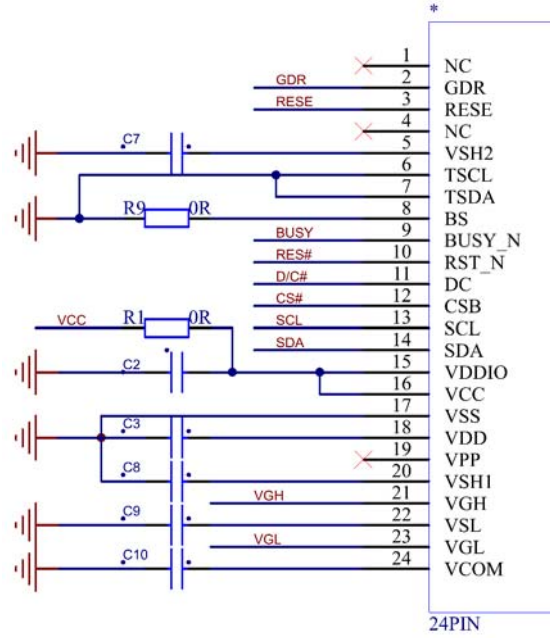 *
1 NC
GDR 2 GDR
RESE 3 RESE
4 NC
C7 5 VSH2
6 TSCL
7 TSDA
R9 0R 8 BS
BUSY 9 BUSY_N
RES# 10 RST_N
D/C# 11 DC
CS# 12 CSB
VCC R1 0R SCL 13 SCL
SDA 14 SDA
C2 15 VDDIO
16 VCC
17 VSS
C3 18 VDD
19 VPP
C8 20 VSH1
VGH 21 VGH
C9 22 VSL
VGL 23 VGL
C10 24 VCOM
24PIN